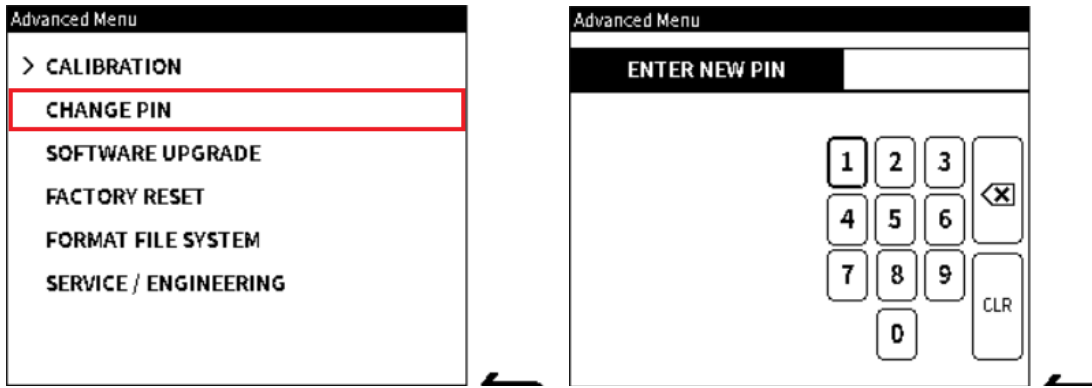 Advanced Menu
> CALIBRATION
CHANGE PIN
SOFTWARE UPGRADE
FACTORY RESET
FORMAT FILE SYSTEM
SERVICE / ENGINEERING
Advanced Menu
ENTER NEW PIN
1 2 3
4 5 6
7 8 9
CLR
0